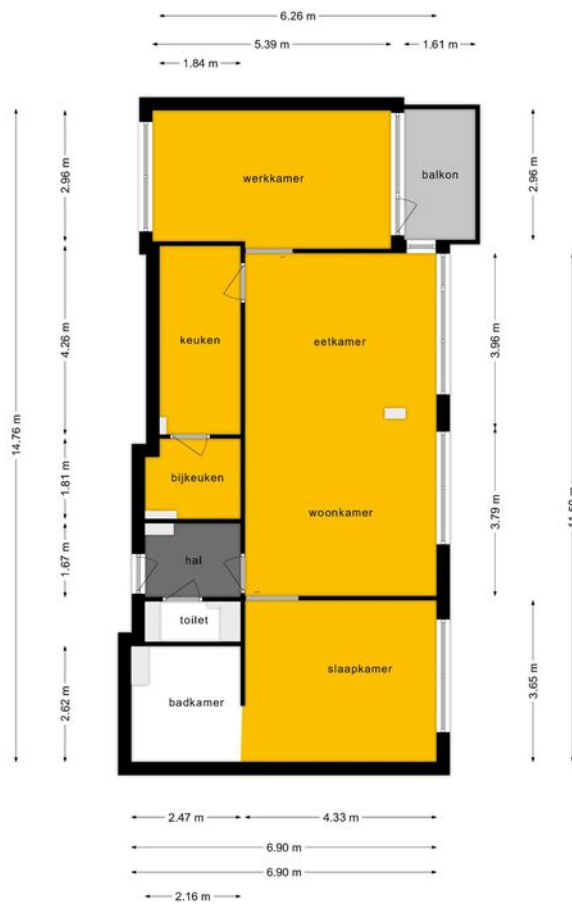 6.26 m
5.39 m
1.61 m
1.84 m
werkkamer
balkon
2.96 m
2.96 m
keuken
eetkamer
4.26 m
3.96 m
14.76 m
bijkeuken
1.81 m
woonkamer
3.79 m
hal
1.67 m
toilet
slaapkamer
badkamer
2.62 m
3.65 m
2.47 m
4.33 m
6.90 m
6.90 m
2.16 m